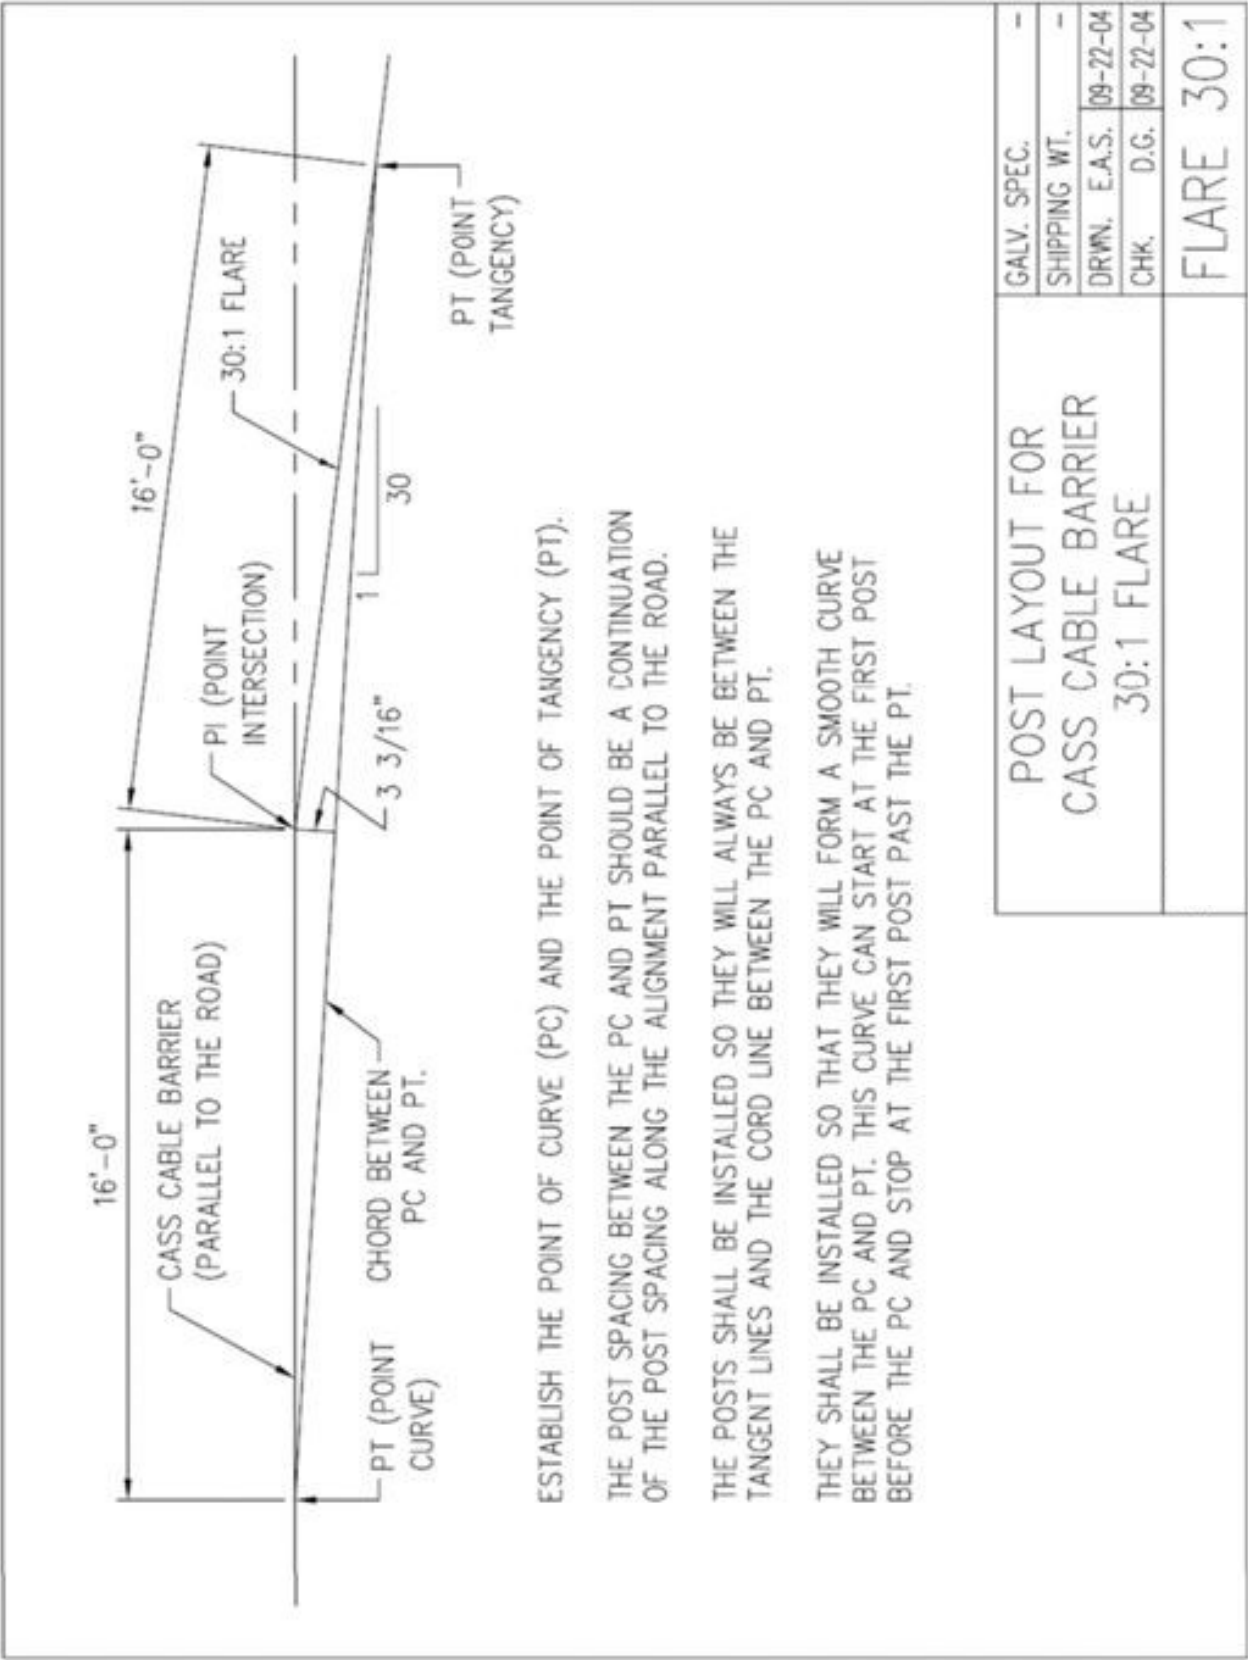 16'-0"
16'-0"
CASS CABLE BARRIER
(PARALLEL TO THE ROAD)
PI (POINT
INTERSECTION)
30:1 FLARE
PT (POINT
CURVE)
CHORD BETWEEN
PC AND PT.
3 3/16"
1
30
PT (POINT
TANGENCY)
ESTABLISH THE POINT OF CURVE (PC) AND THE POINT OF TANGENCY (PT).
THE POST SPACING BETWEEN THE PC AND PT SHOULD BE A CONTINUATION
OF THE POST SPACING ALONG THE ALIGNMENT PARALLEL TO THE ROAD.
THE POSTS SHALL BE INSTALLED SO THEY WILL ALWAYS BE BETWEEN THE
TANGENT LINES AND THE CORD LINE BETWEEN THE PC AND PT.
THEY SHALL BE INSTALLED SO THAT THEY WILL FORM A SMOOTH CURVE
BETWEEN THE PC AND PT. THIS CURVE CAN START AT THE FIRST POST
BEFORE THE PC AND STOP AT THE FIRST POST PAST THE PT.
POST LAYOUT FOR
CASS CABLE BARRIER
30:1 FLARE
GALV. SPEC. -
SHIPPING WT. -
DRWN. E.A.S. 09-22-04
CHK. D.G. 09-22-04
FLARE 30:1